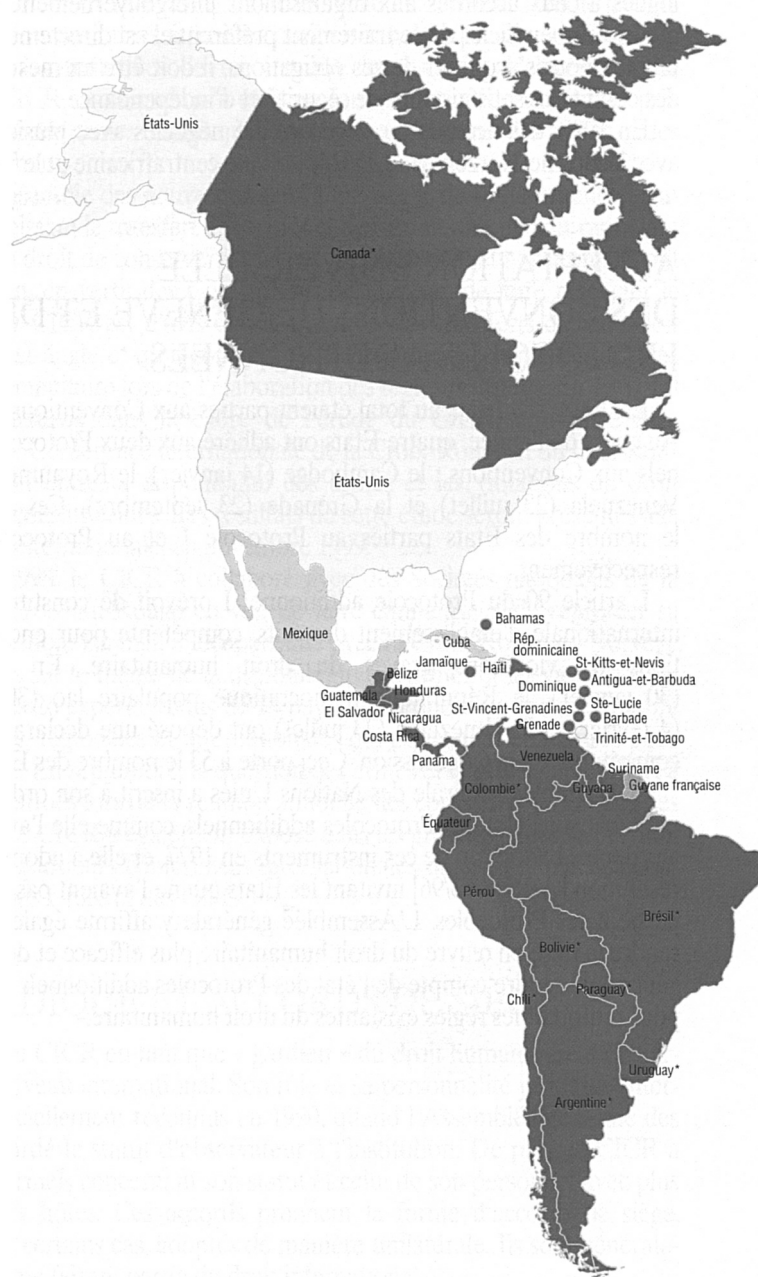 États-Unis
Canada*
États-Unis
Mexique
Bahamas
Cuba
Rép.
dominicaine
Jamaïque
Haïti
St-Kitts-et-Nevis
Antigua-et-Barbuda
Belize
Dominique
Guatemala
Honduras
Ste-Lucie
El Salvador
St-Vincent-Grenadines
Barbade
Nicaragua
Grenade
Costa Rica
Trinité-et-Tobago
Panama
Venezuela
Suriname
Colombie*
Guyana
Guyane française
Équateur
Pérou
Brésil*
Bolivie*
Paraguay*
Chili*
Uruguay*
Argentine*